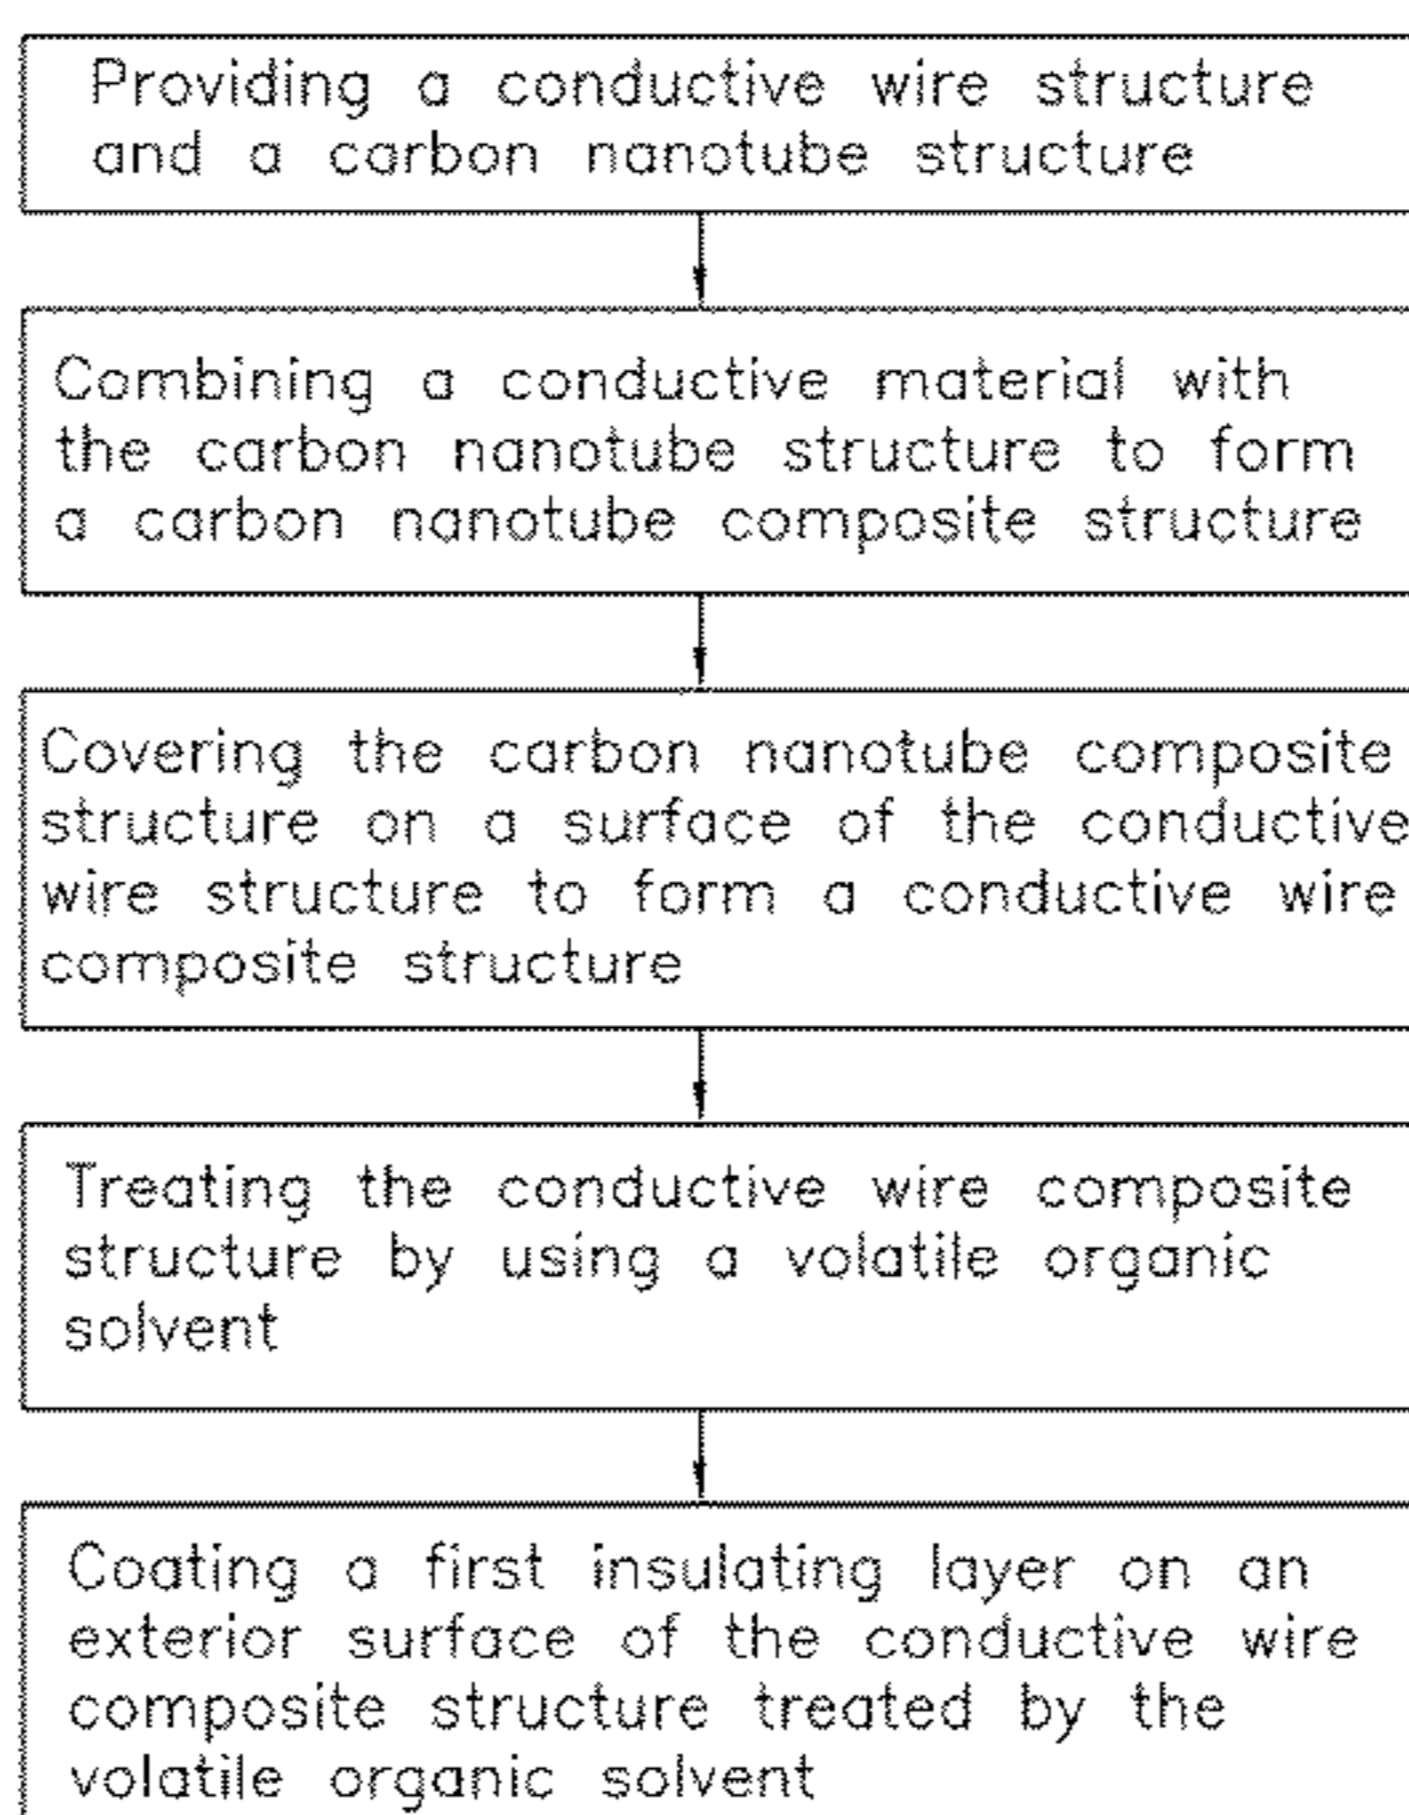 Providing a conductive wire structure
and a carbon nanotube structure
Combining a conductive material with
the carbon nanotube structure to form
a carbon nanotube composite structure
Covering the carbon nanotube composite
structure on a surface of the conductive
wire structure to form a conductive wire
composite structure
Treating the conductive wire composite
structure by using a volatile organic
solvent
Coating a first insulating layer on an
exterior surface of the conductive wire
composite structure treated by the
volatile organic solvent